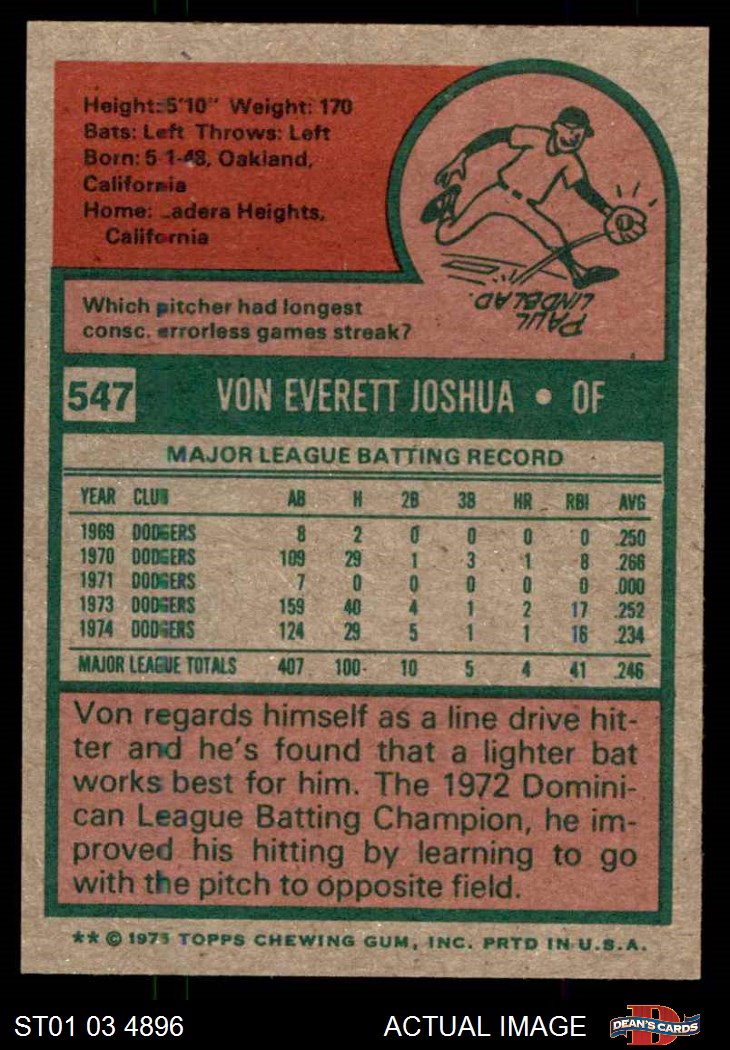 Height: 5'10" Weight: 170
Bats: Left Throws: Left
Born: 5 1-48, Oakland,
California
Home: _adera Heights,
California
PAUL
LINDBLAD.
Which pitcher had longest
consc. errorless games streak?
547 VON EVERETT JOSHUA • OF
MAJOR LEAGUE BATTING RECORD
YEAR CLUB AB H 2B 3B HR RBI AVG
1969 DODGERS 8 2 0 0 0 0 .250
1970 DODGERS 109 29 1 3 1 8 .266
1971 DODGERS 7 0 0 0 0 0 .000
1973 DODGERS 159 40 4 1 2 17 .252
1974 DODGERS 124 29 5 1 1 16 .234
MAJOR LEAGUE TOTALS 407 100 10 5 4 41 .246
Von regards himself as a line drive hit-
ter and he's found that a lighter bat
works best for him. The 1972 Domini-
can League Batting Champion, he im-
proved his hitting by learning to go
with the pitch to opposite field.
** © 1975 TOPPS CHEWING GUM, INC. PRTD IN U.S.A.
ST01 03 4896 ACTUAL IMAGE DEAN'S CARDS